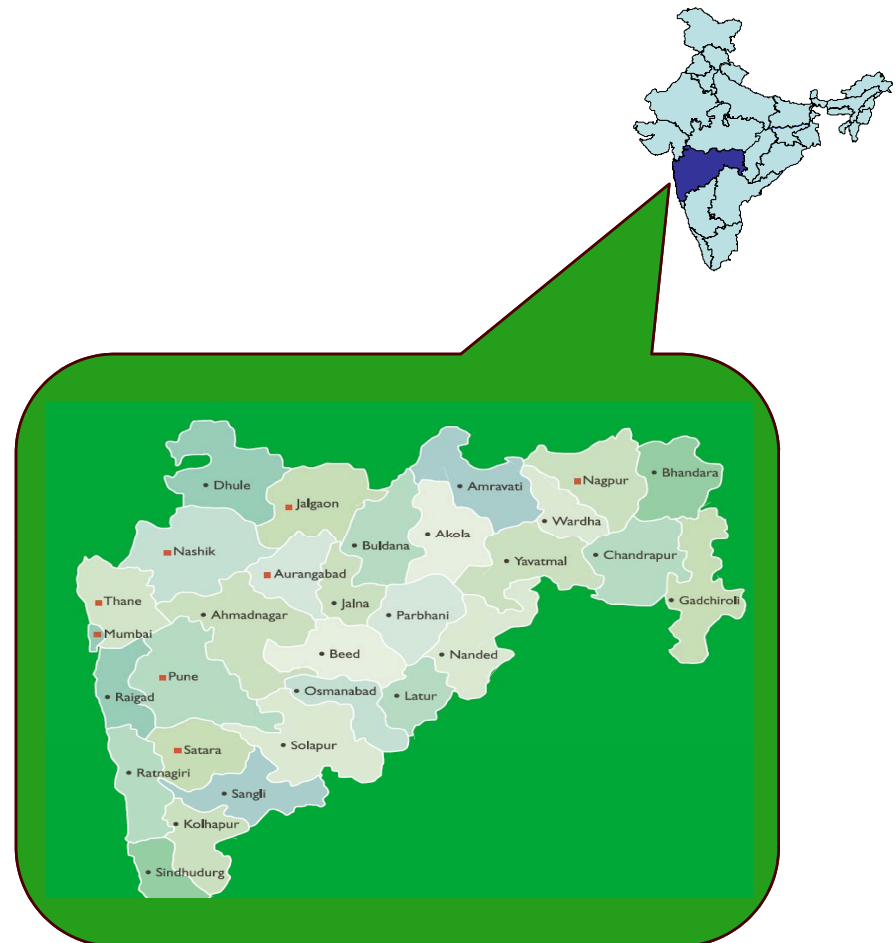 Dhule
Jalgaon
Amravati
Nagpur
Bhandara
Nashik
Buldana
Akola
Wardha
Aurangabad
Yavatmal
Chandrapur
Thane
Ahmadnagar
Jalna
Parbhani
Gadchiroli
Mumbai
Beed
Nanded
Pune
Raigad
Osmanabad
Latur
Satara
Solapur
Ratnagiri
Sangli
Kolhapur
Sindhudurg